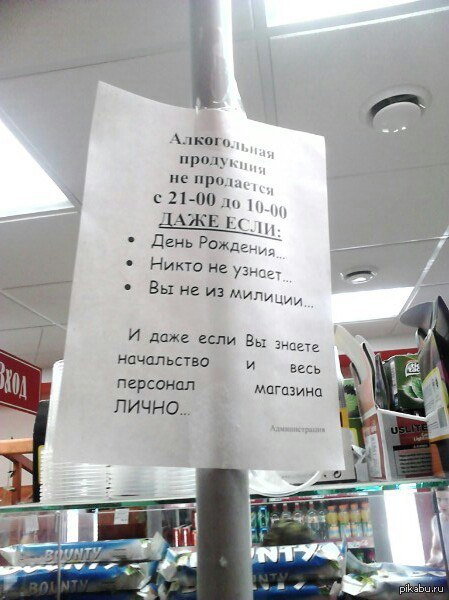 Алкогольная
продукция
не продается
с 21-00 до 10-00
ДАЖЕ ЕСЛИ:
• День Рождения...
• Никто не узнает...
• Вы не из милиции...
И даже если Вы знаете
начальство и весь
персонал магазина
ЛИЧНО...
Администрация
Вход
USLITE
BOUNTY
BOUNTY
pikabu.ru